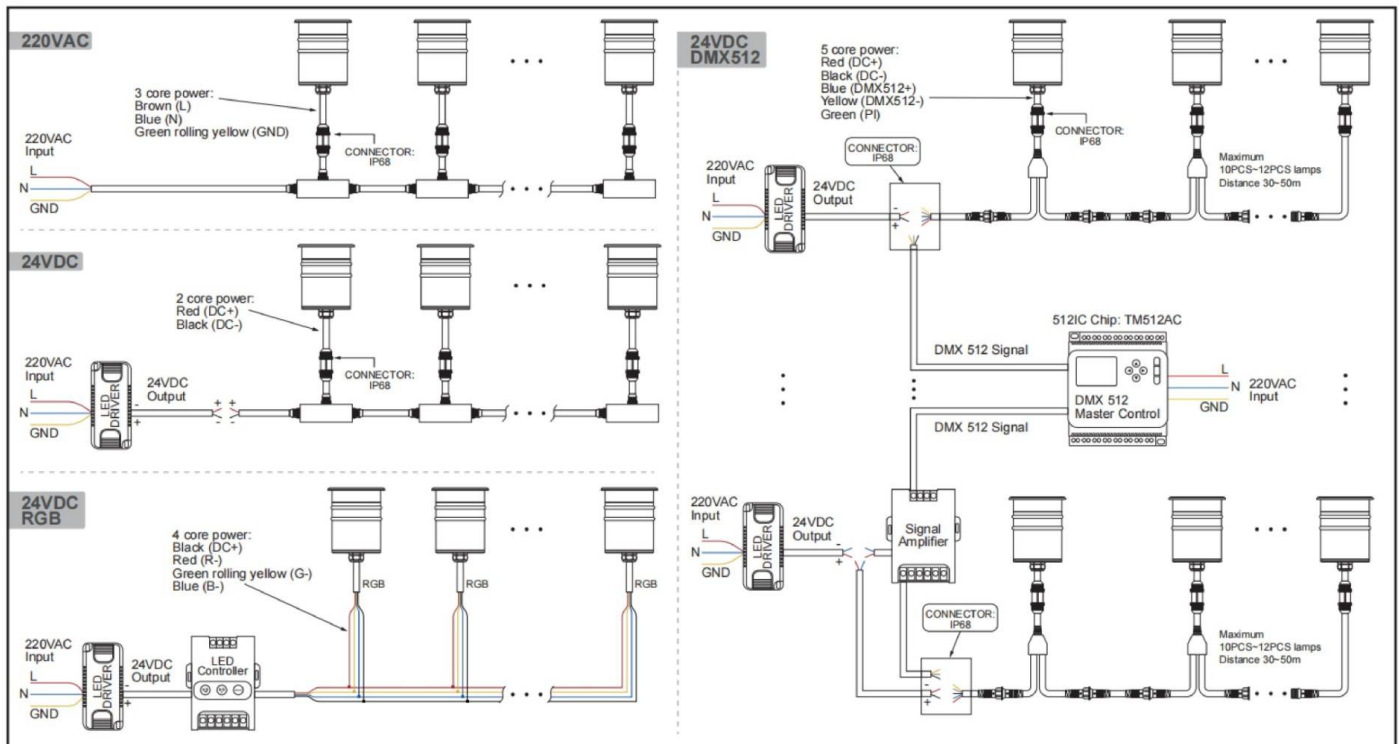 220VAC
3 core power:
Brown (L)
Blue (N)
Green rolling yellow (GND)
220VAC
Input
L
N
GND
CONNECTOR:
IP68
24VDC
2 core power:
Red (DC+)
Black (DC-)
220VAC
Input
L
N
GND
LED
DRIVER
-
+
24VDC
Output
+ +
- -
CONNECTOR:
IP68
24VDC
RGB
4 core power:
Black (DC+)
Red (R-)
Green rolling yellow (G-)
Blue (B-)
RGB
RGB
RGB
220VAC
Input
L
N
GND
LED
DRIVER
-
+
24VDC
Output
LED
Controller
24VDC
DMX512
5 core power:
Red (DC+)
Black (DC-)
Blue (DMX512+)
Yellow (DMX512-)
Green (PI)
CONNECTOR:
IP68
CONNECTOR:
IP68
220VAC
Input
L
N
GND
LED
DRIVER
24VDC
Output
-
+
Maximum
10PCS~12PCS lamps
Distance 30~50m
512IC Chip: TM512AC
DMX 512 Signal
DMX 512
Master Control
L
N
GND
220VAC
Input
DMX 512 Signal
220VAC
Input
L
N
GND
LED
DRIVER
24VDC
Output
-
+
Signal
Amplifier
CONNECTOR:
IP68
-
+
Maximum
10PCS~12PCS lamps
Distance 30~50m